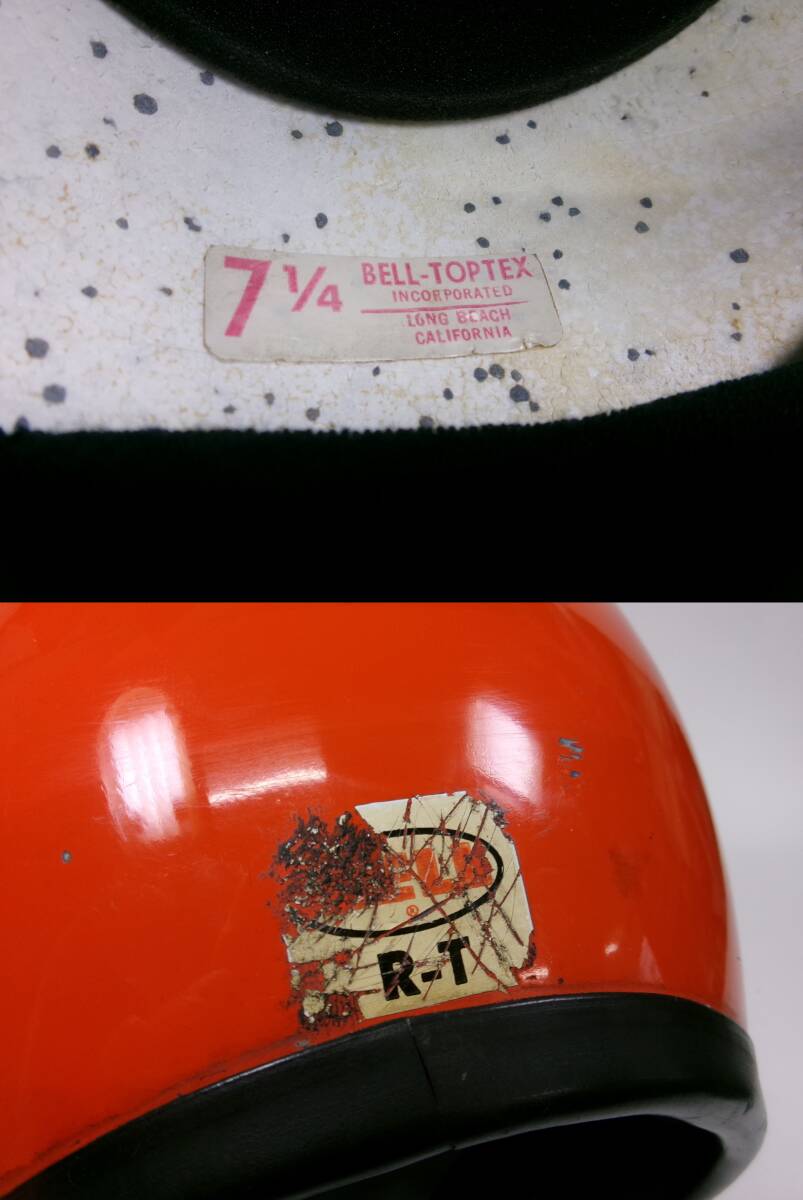 7 1/4
BELL-TOPTEX
INCORPORATED
LONG BEACH
CALIFORNIA
®
R-T